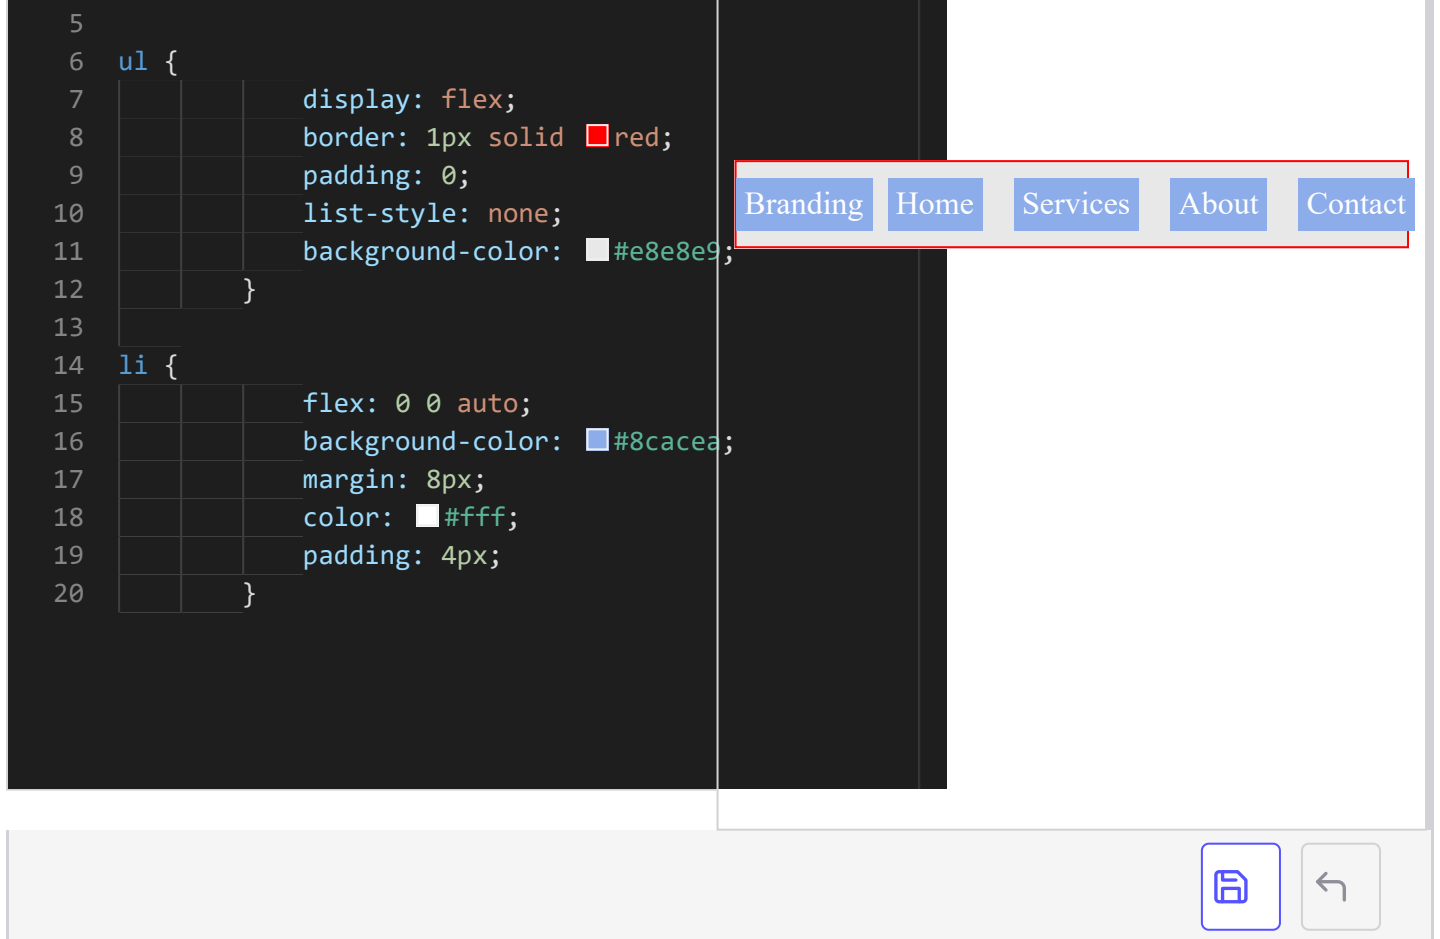 5
6 ul {
7 display: flex;
8 border: 1px solid red;
9 padding: 0;
10 list-style: none;
11 background-color: #e8e8e9;
12 }
13
14 li {
15 flex: 0 0 auto;
16 background-color: #8cacea;
17 margin: 8px;
18 color: #fff;
19 padding: 4px;
20 }
Branding Home Services About Contact